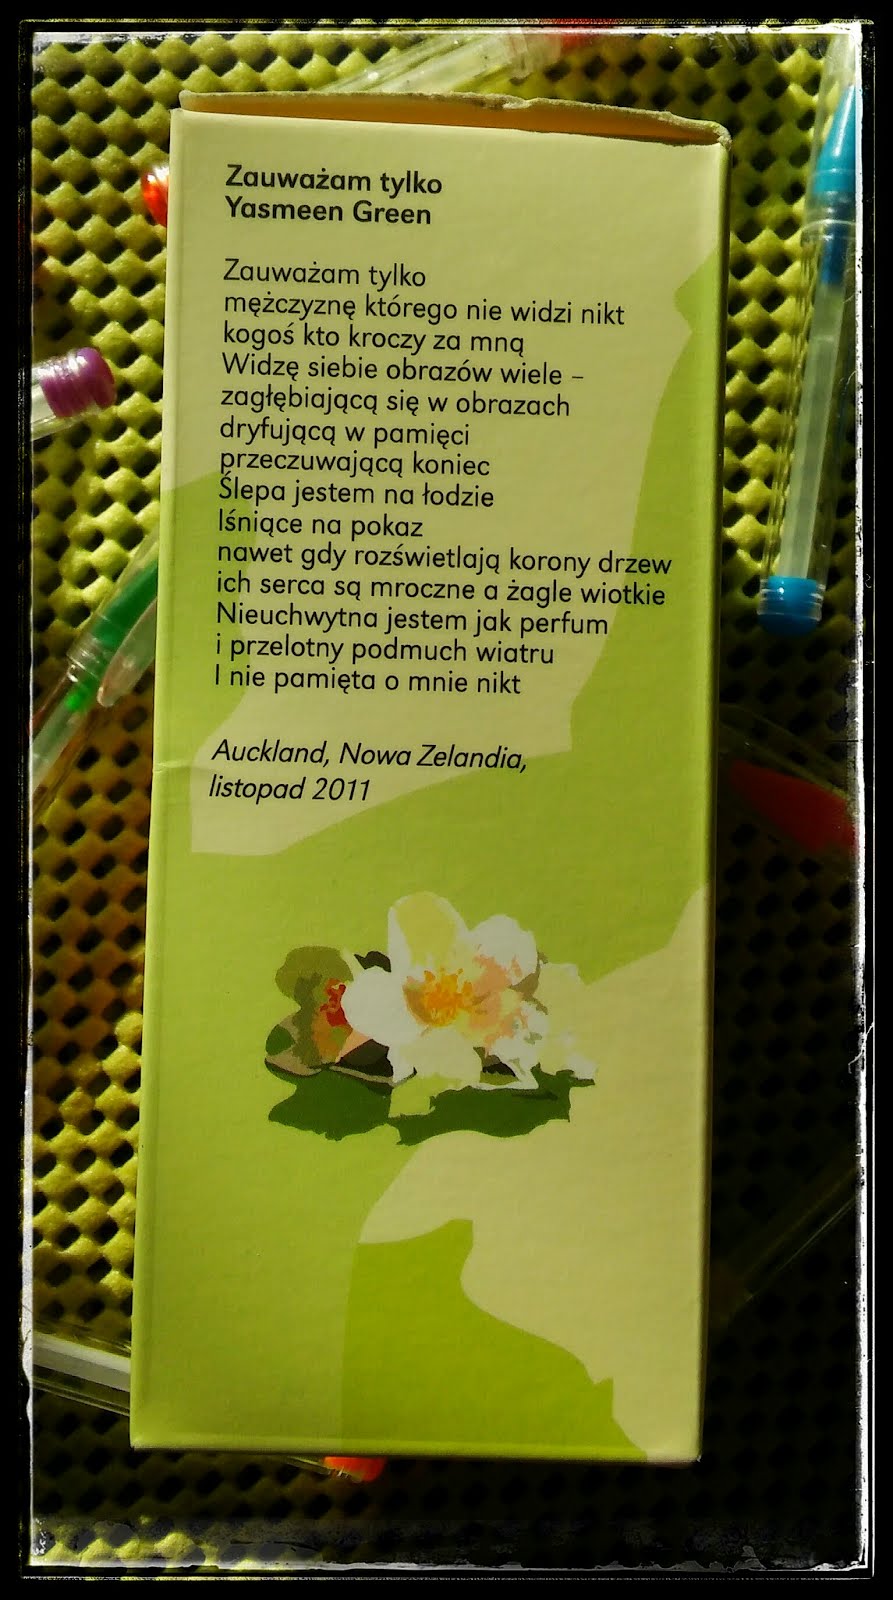 Zauważam tylko
Yasmeen Green
Zauważam tylko
mężczyznę którego nie widzi nikt
kogoś kto kroczy za mną
Widzę siebie obrazów wiele –
zagłębiającą się w obrazach
dryfującą w pamięci
przeczuwającą koniec
Ślepa jestem na łodzie
lśniące na pokaz
nawet gdy rozświetlają korony drzew
ich serca są mroczne a żagle wiotkie
Nieuchwytna jestem jak perfum
i przelotny podmuch wiatru
I nie pamięta o mnie nikt
Auckland, Nowa Zelandia,
listopad 2011